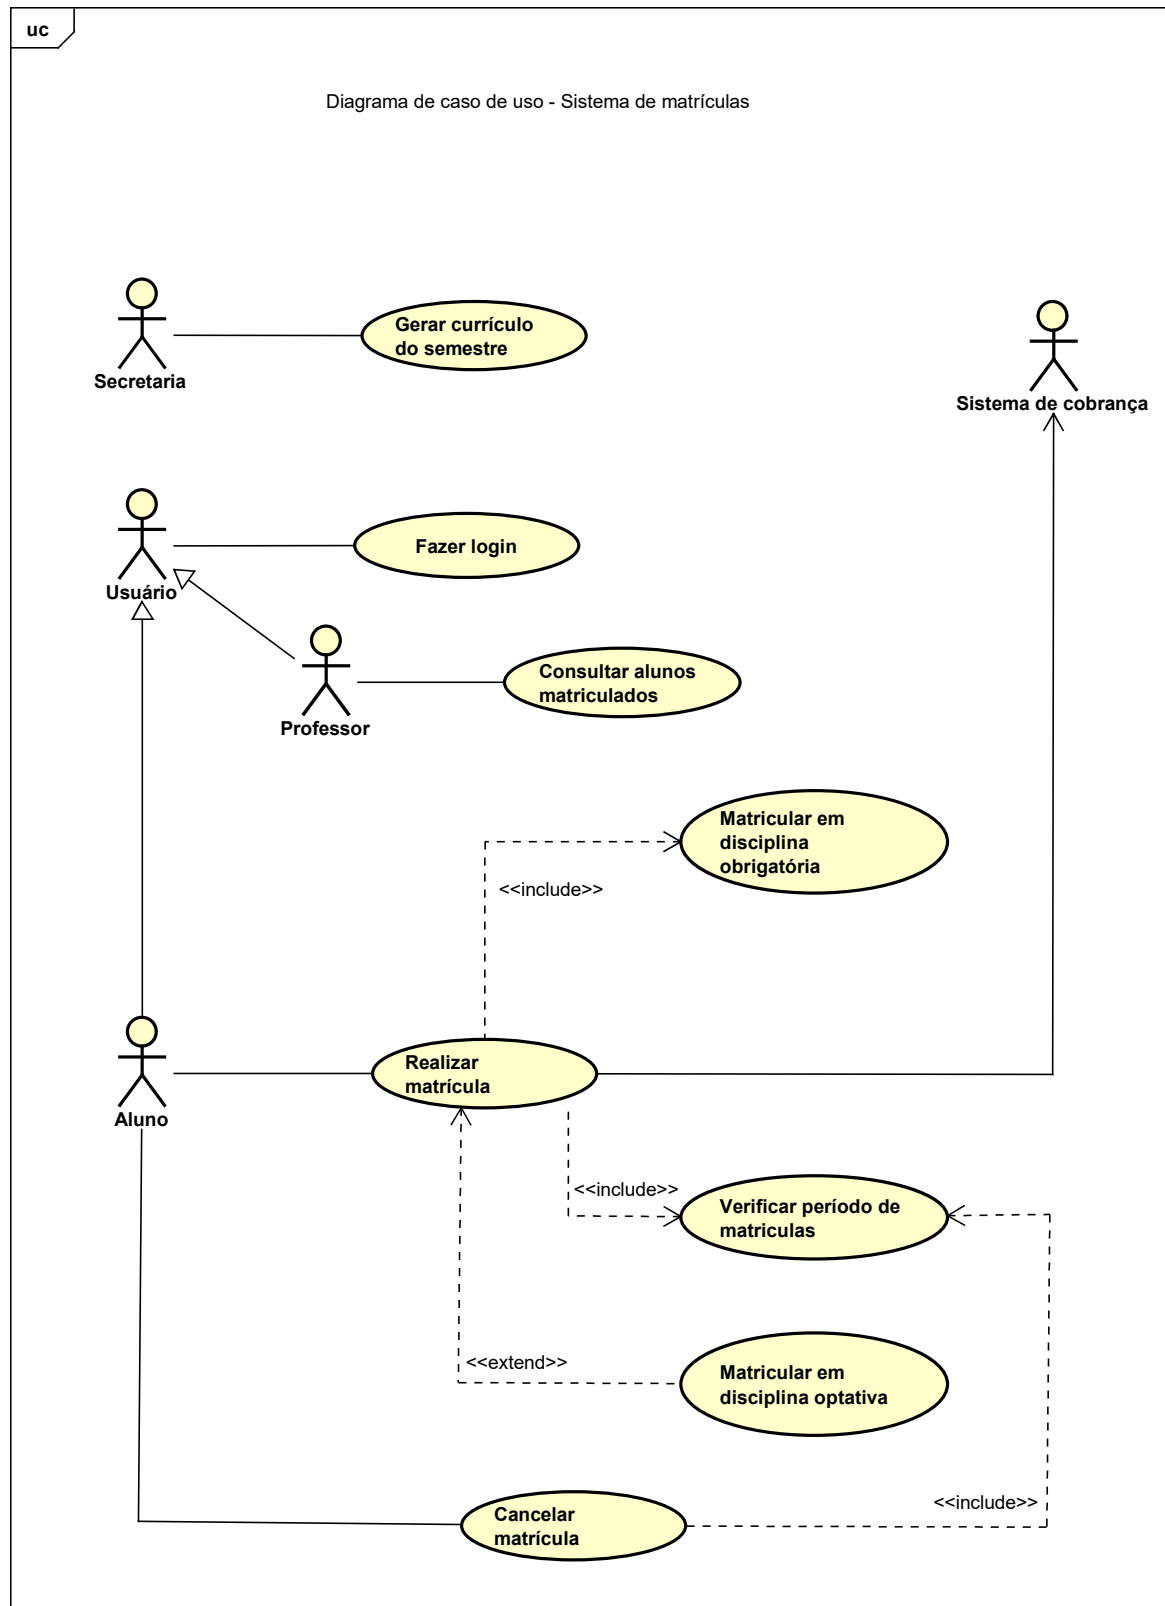 uc
Diagrama de caso de uso - Sistema de matrículas
Gerar currículo
do semestre
Secretaria
Sistema de cobrança
Fazer login
Usuário
Consultar alunos
matriculados
Professor
Matricular em
disciplina
obrigatória
<<include>>
Realizar
matrícula
Aluno
<<include>>
Verificar período de
matriculas
<<extend>>
Matricular em
disciplina optativa
<<include>>
Cancelar
matrícula